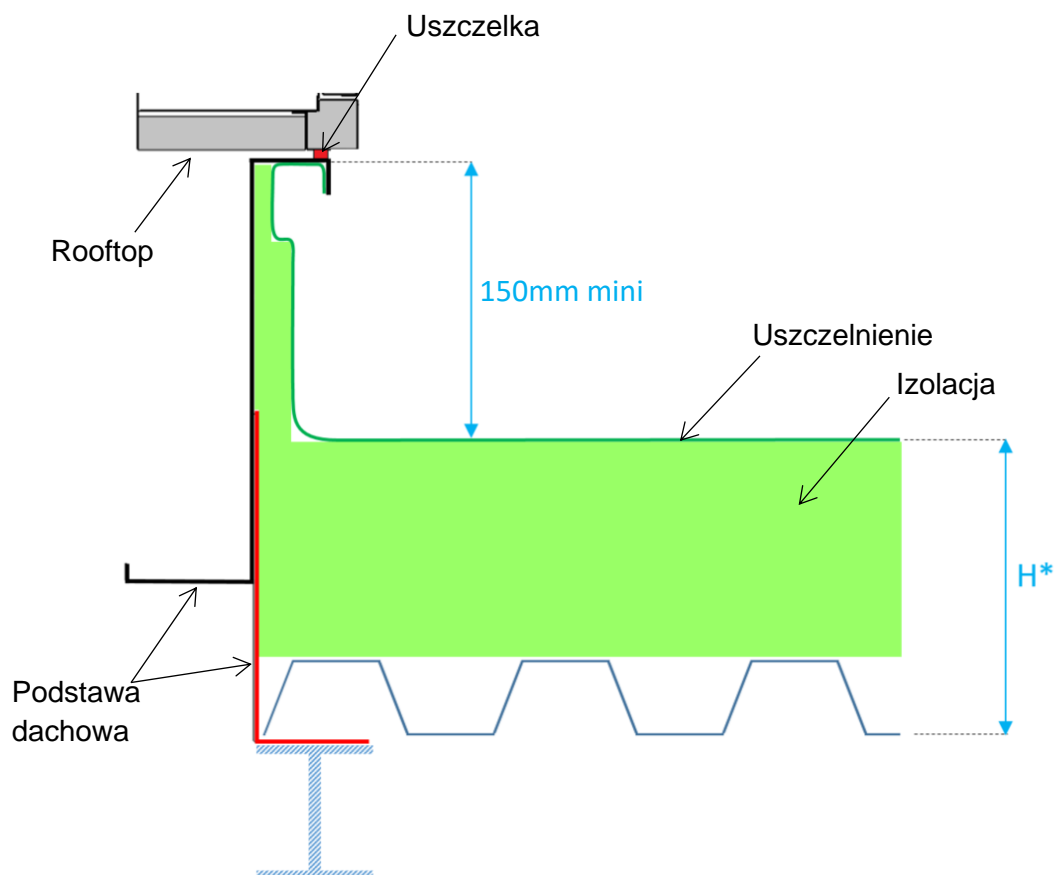 Uszczelka
Rooftop
150mm mini
Uszczelnienie
Izolacja
H*
Podstawa
dachowa